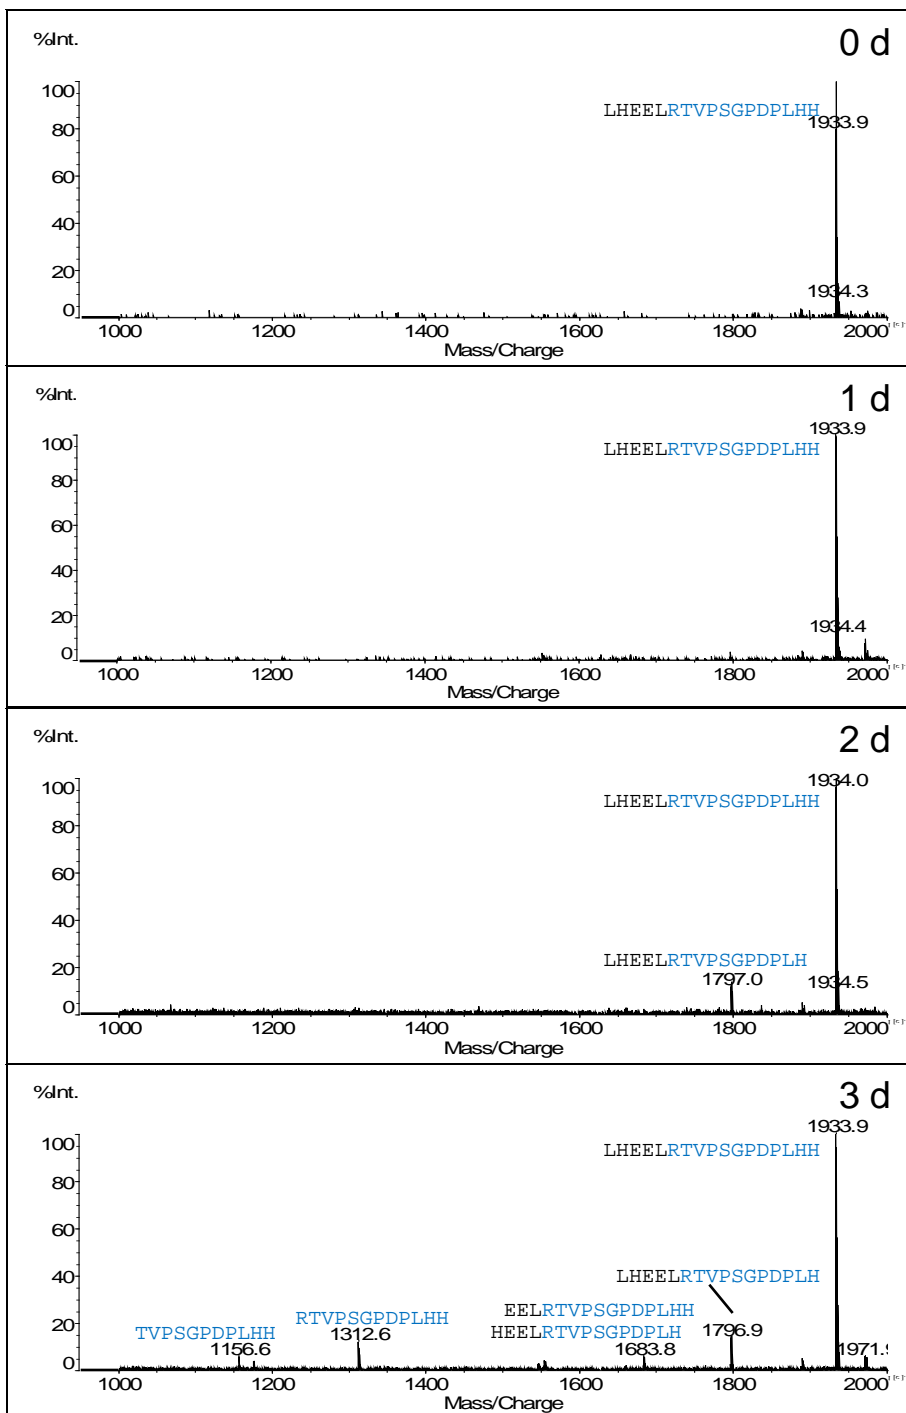 %Int.
0 d
100
LHEELRTVPSGPDPLHH
1933.9
80
60
40
20
1934.3
0
1000 1200 1400 1600 1800 2000
Mass/Charge
%Int.
1 d
1933.9
100
LHEELRTVPSGPDPLHH
80
60
40
20
1934.4
0
1000 1200 1400 1600 1800 2000
Mass/Charge
%Int.
2 d
1934.0
100
LHEELRTVPSGPDPLHH
80
60
40
LHEELRTVPSGPDPLH
20
1797.0 1934.5
0
1000 1200 1400 1600 1800 2000
Mass/Charge
%Int.
3 d
1933.9
100
LHEELRTVPSGPDPLHH
80
60
40
LHEELRTVPSGPDPLH
EELRTVPSGPDPLHH
RTVPSGPDPLHH
20
TVPSGPDPLHH
HEELRTVPSGPDPLH
1796.9
1312.6
1156.6 1683.8 1971.9
0
1000 1200 1400 1600 1800 2000
Mass/Charge